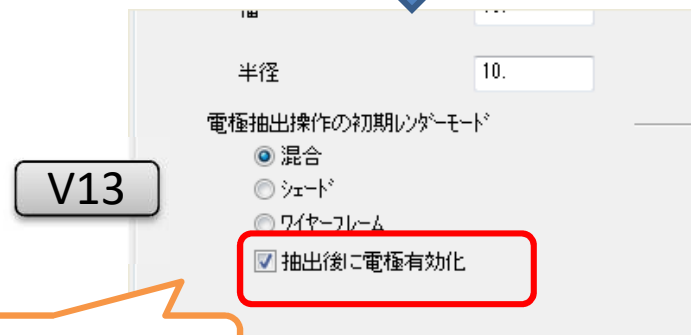 半径 10.
電極抽出操作の初期ﾚﾝﾀﾞｰﾓｰﾄﾞ
混合
ｼｪｰﾄﾞ
ﾜｲﾔｰﾌﾚｰﾑ
V13
抽出後に電極有効化